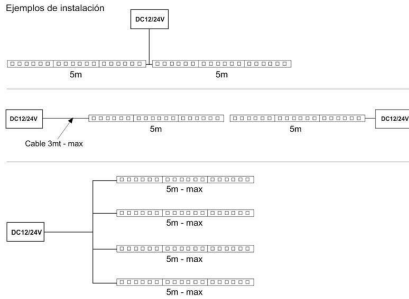 Ejemplos de instalación
DC12/24V
5m 5m
DC12/24V DC12/24V
5m 5m
Cable 3mt - max
5m - max
5m - max
DC12/24V
5m - max
5m - max